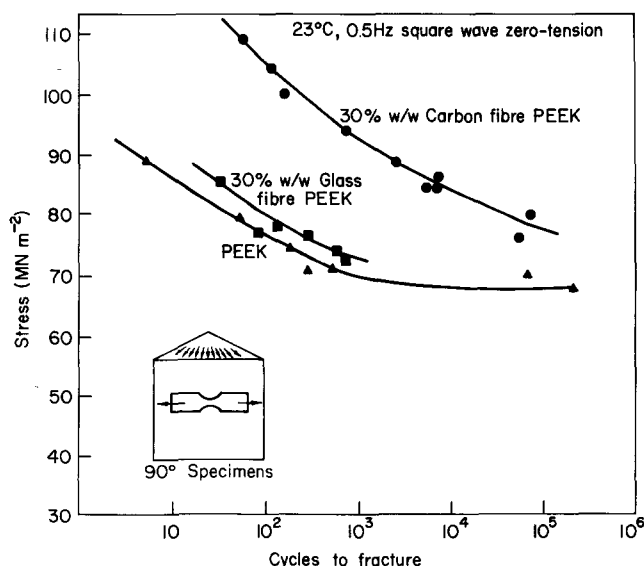 110
100
90
80
70
60
50
40
30
Stress (MN m⁻²)
23°C, 0.5Hz square wave zero-tension
30% w/w Carbon fibre PEEK
30% w/w Glass
fibre PEEK
PEEK
90° Specimens
10 10² 10³ 10⁴ 10⁵ 10⁶
Cycles to fracture